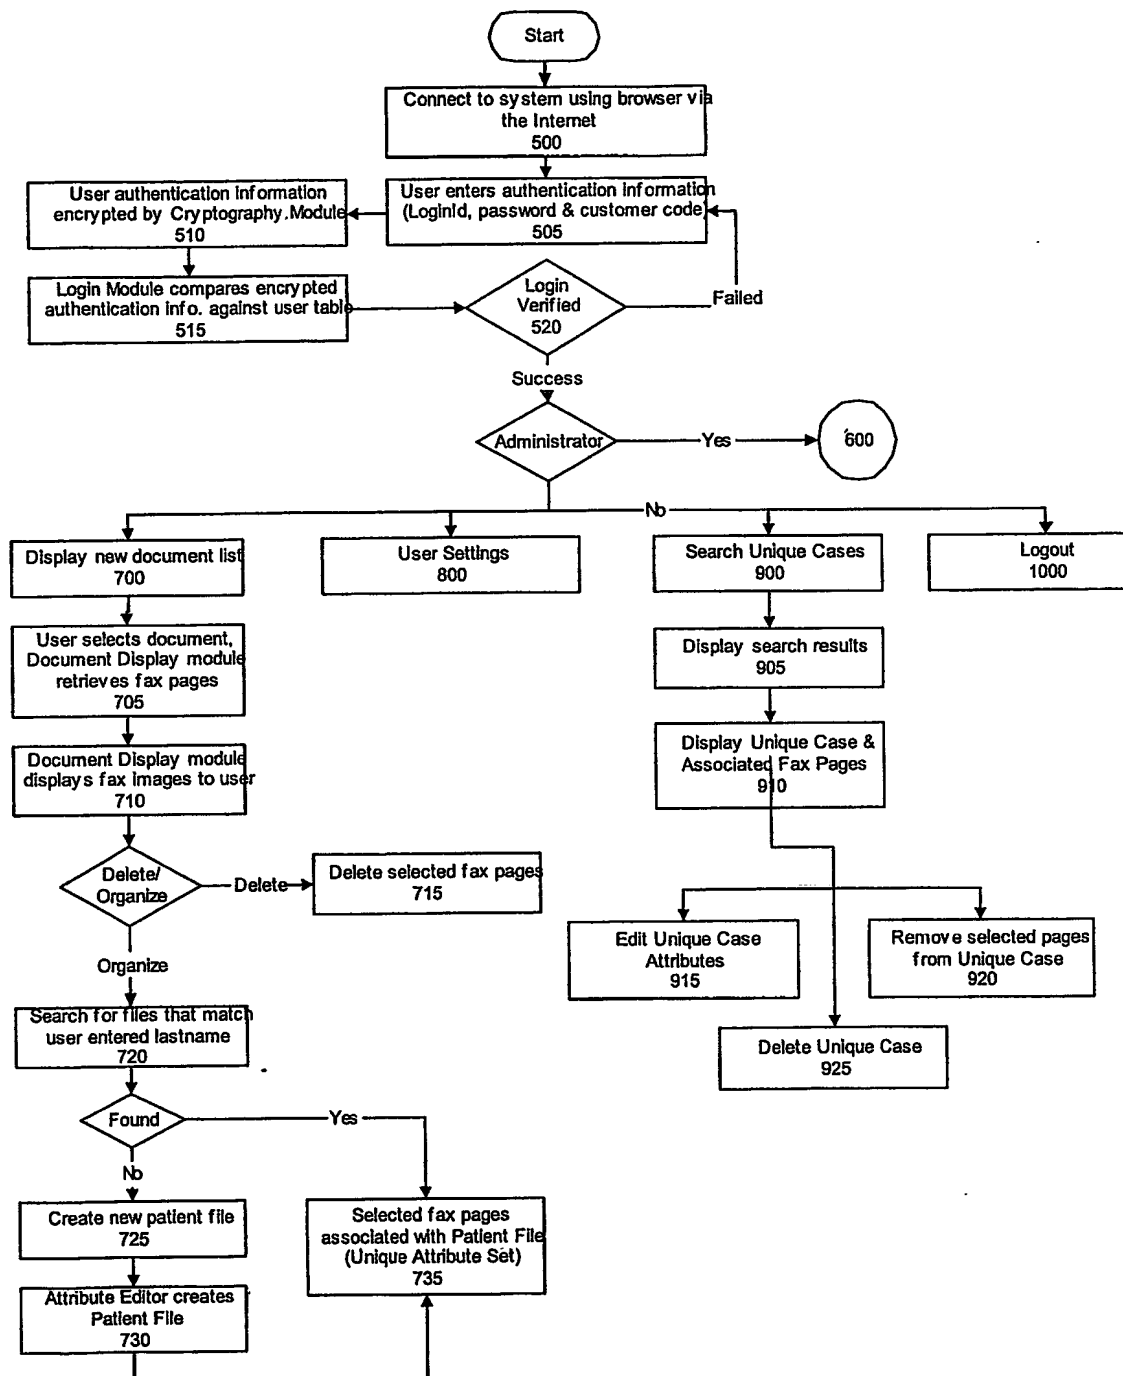 Start
Connect to system using browser via
the Internet
500
User authentication information
encrypted by Cryptography.Module
510
User enters authentication information
(LoginId, password & customer code)
505
Login Module compares encrypted
authentication info. against user table
515
Login
Verified
520
Failed
Success
Administrator
Yes
600
No
Display new document list
700
User Settings
800
Search Unique Cases
900
Logout
1000
User selects document,
Document Display module
retrieves fax pages
705
Display search results
905
Document Display module
displays fax images to user
710
Display Unique Case &
Associated Fax Pages
910
Delete/
Organize
Delete
Delete selected fax pages
715
Edit Unique Case
Attributes
915
Remove selected pages
from Unique Case
920
Organize
Search for files that match
user entered lastname
720
Delete Unique Case
925
Found
Yes
No
Create new patient file
725
Selected fax pages
associated with Patient File
(Unique Attribute Set)
735
Attribute Editor creates
Patient File
730